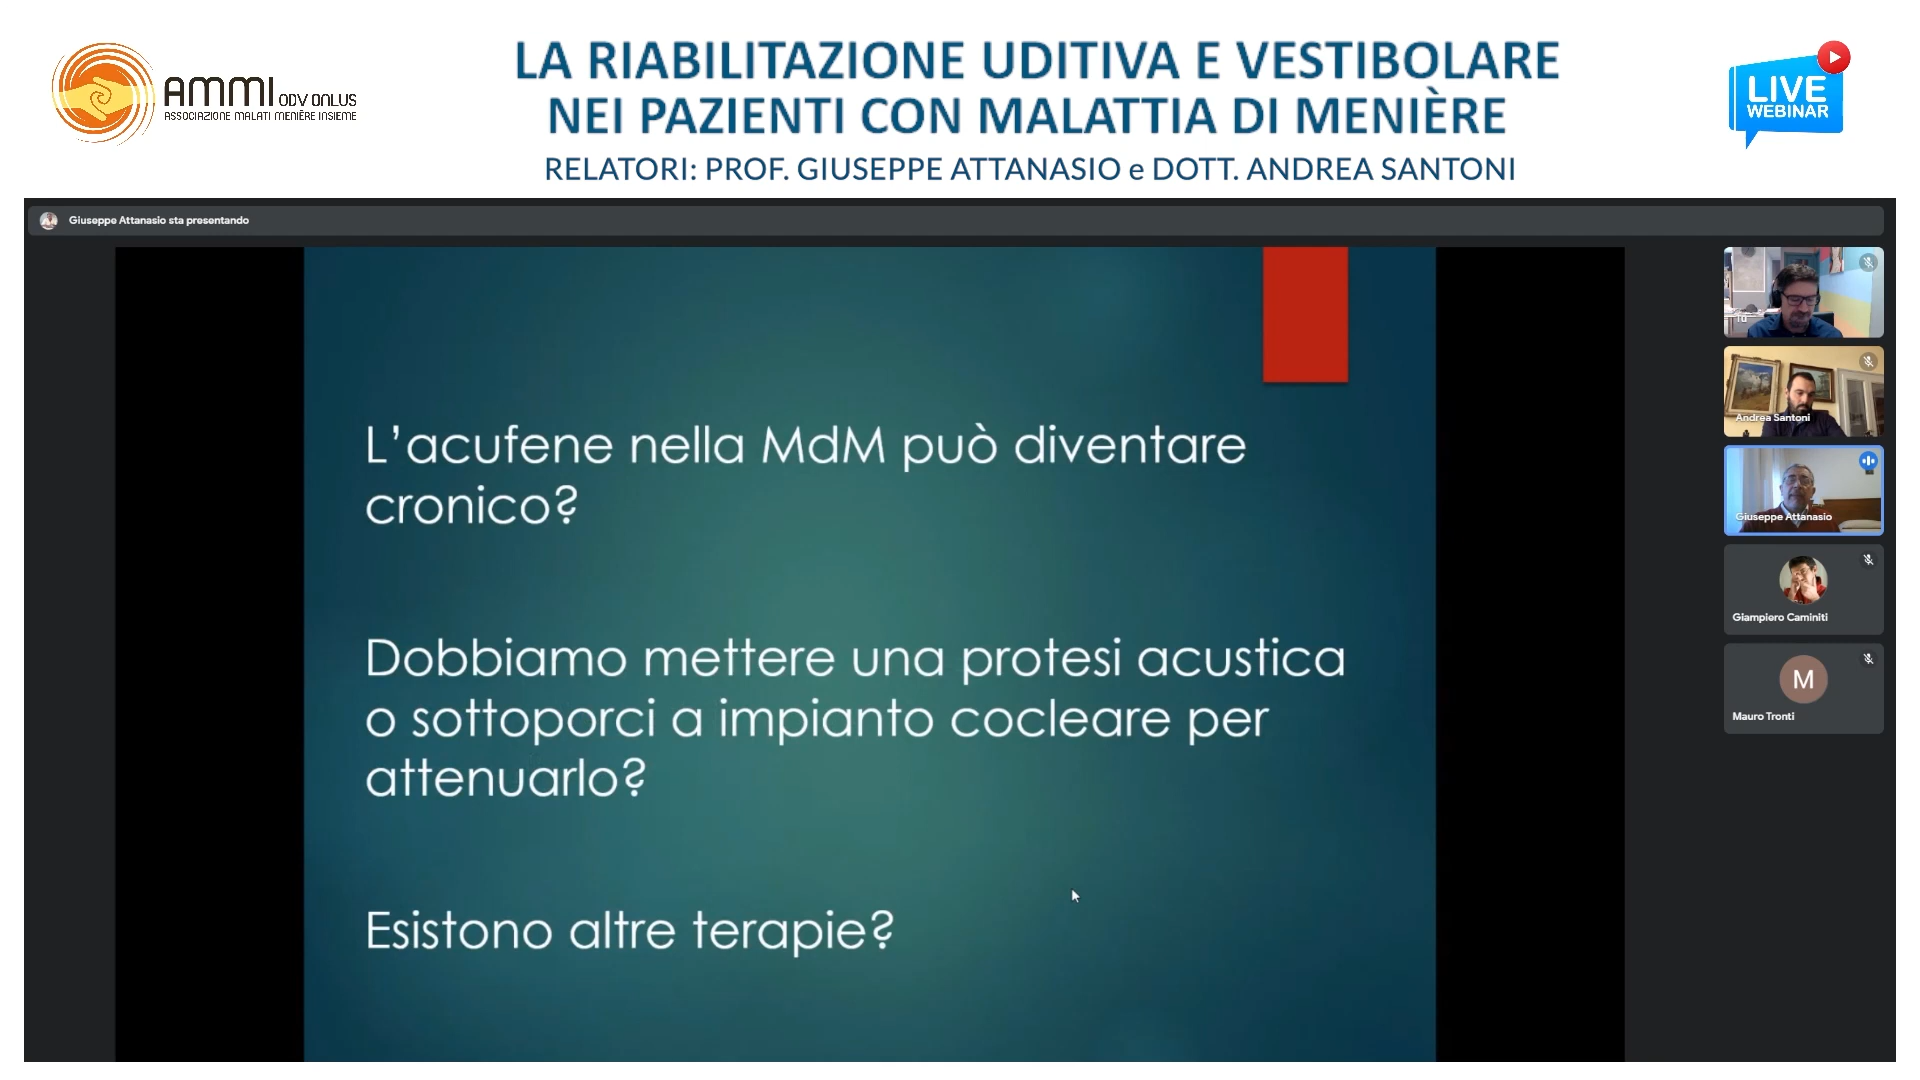 AMMI ODV ONLUS
ASSOCIAZIONE MALATI MENIÈRE INSIEME
LA RIABILITAZIONE UDITIVA E VESTIBOLARE
NEI PAZIENTI CON MALATTIA DI MENIÈRE
RELATORI: PROF. GIUSEPPE ATTANASIO e DOTT. ANDREA SANTONI
LIVE
WEBINAR
Giuseppe Attanasio sta presentando
L’acufene nella MdM può diventare
cronico?
Dobbiamo mettere una protesi acustica
o sottoporci a impianto cocleare per
attenuarlo?
Esistono altre terapie?
Tu
Andrea Santoni
Giuseppe Attanasio
Giampiero Caminiti
M
Mauro Tronti